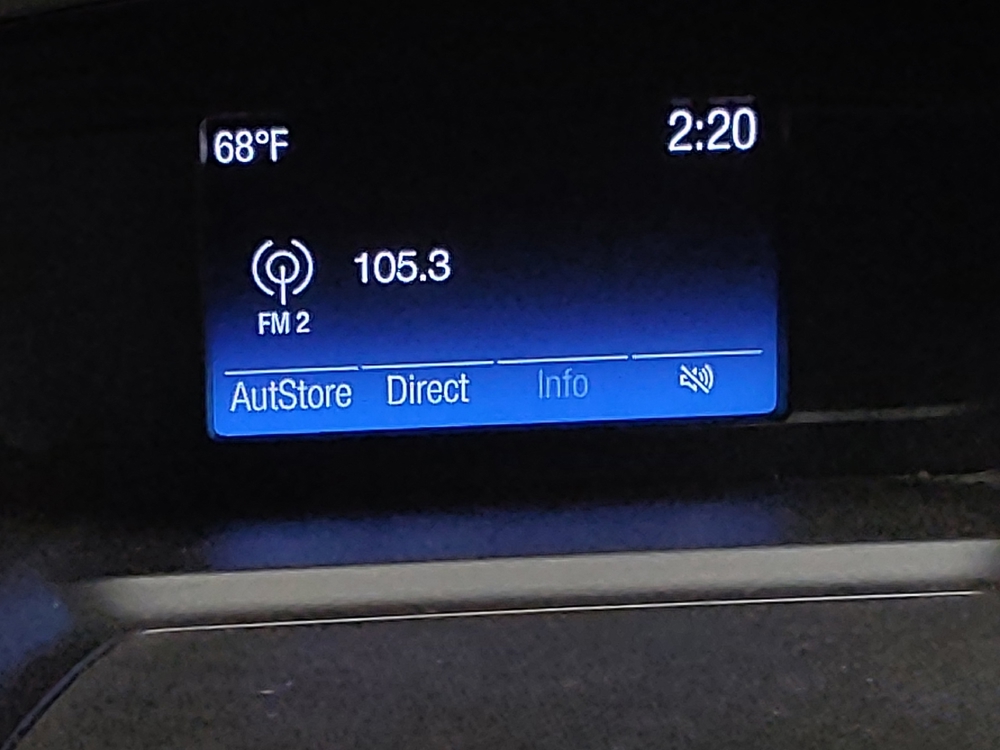 68°F 2:20
105.3
FM 2
AutStore Direct Info